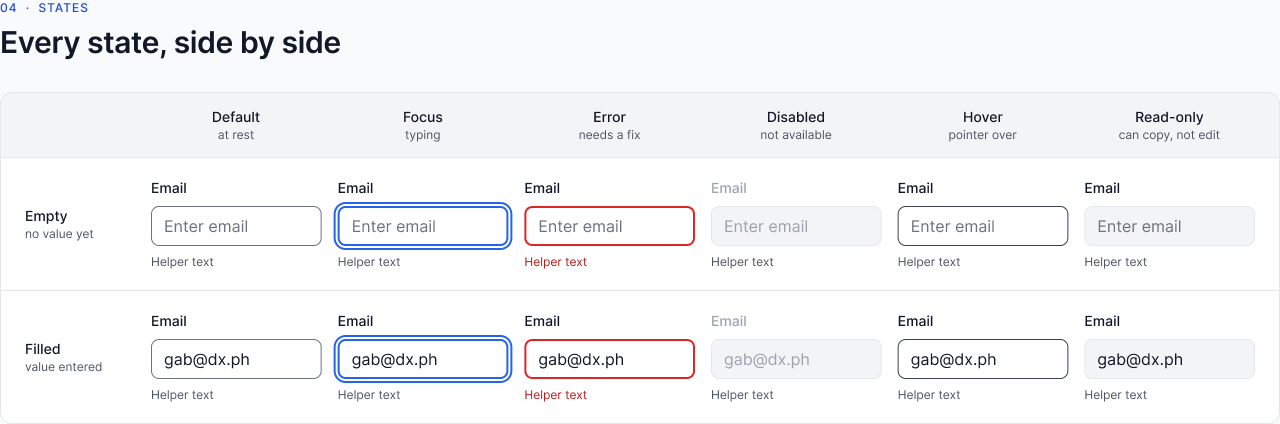 04 · STATES
Every state, side by side
Default Focus Error Disabled Hover Read-only
at rest typing needs a fix not available pointer over can copy, not edit
Email Email Email Email Email Email
Empty
no value yet
Enter email Enter email Enter email Enter email Enter email Enter email
Helper text Helper text Helper text Helper text Helper text Helper text
Email Email Email Email Email Email
Filled
value entered
gab@dx.ph gab@dx.ph gab@dx.ph gab@dx.ph gab@dx.ph gab@dx.ph
Helper text Helper text Helper text Helper text Helper text Helper text